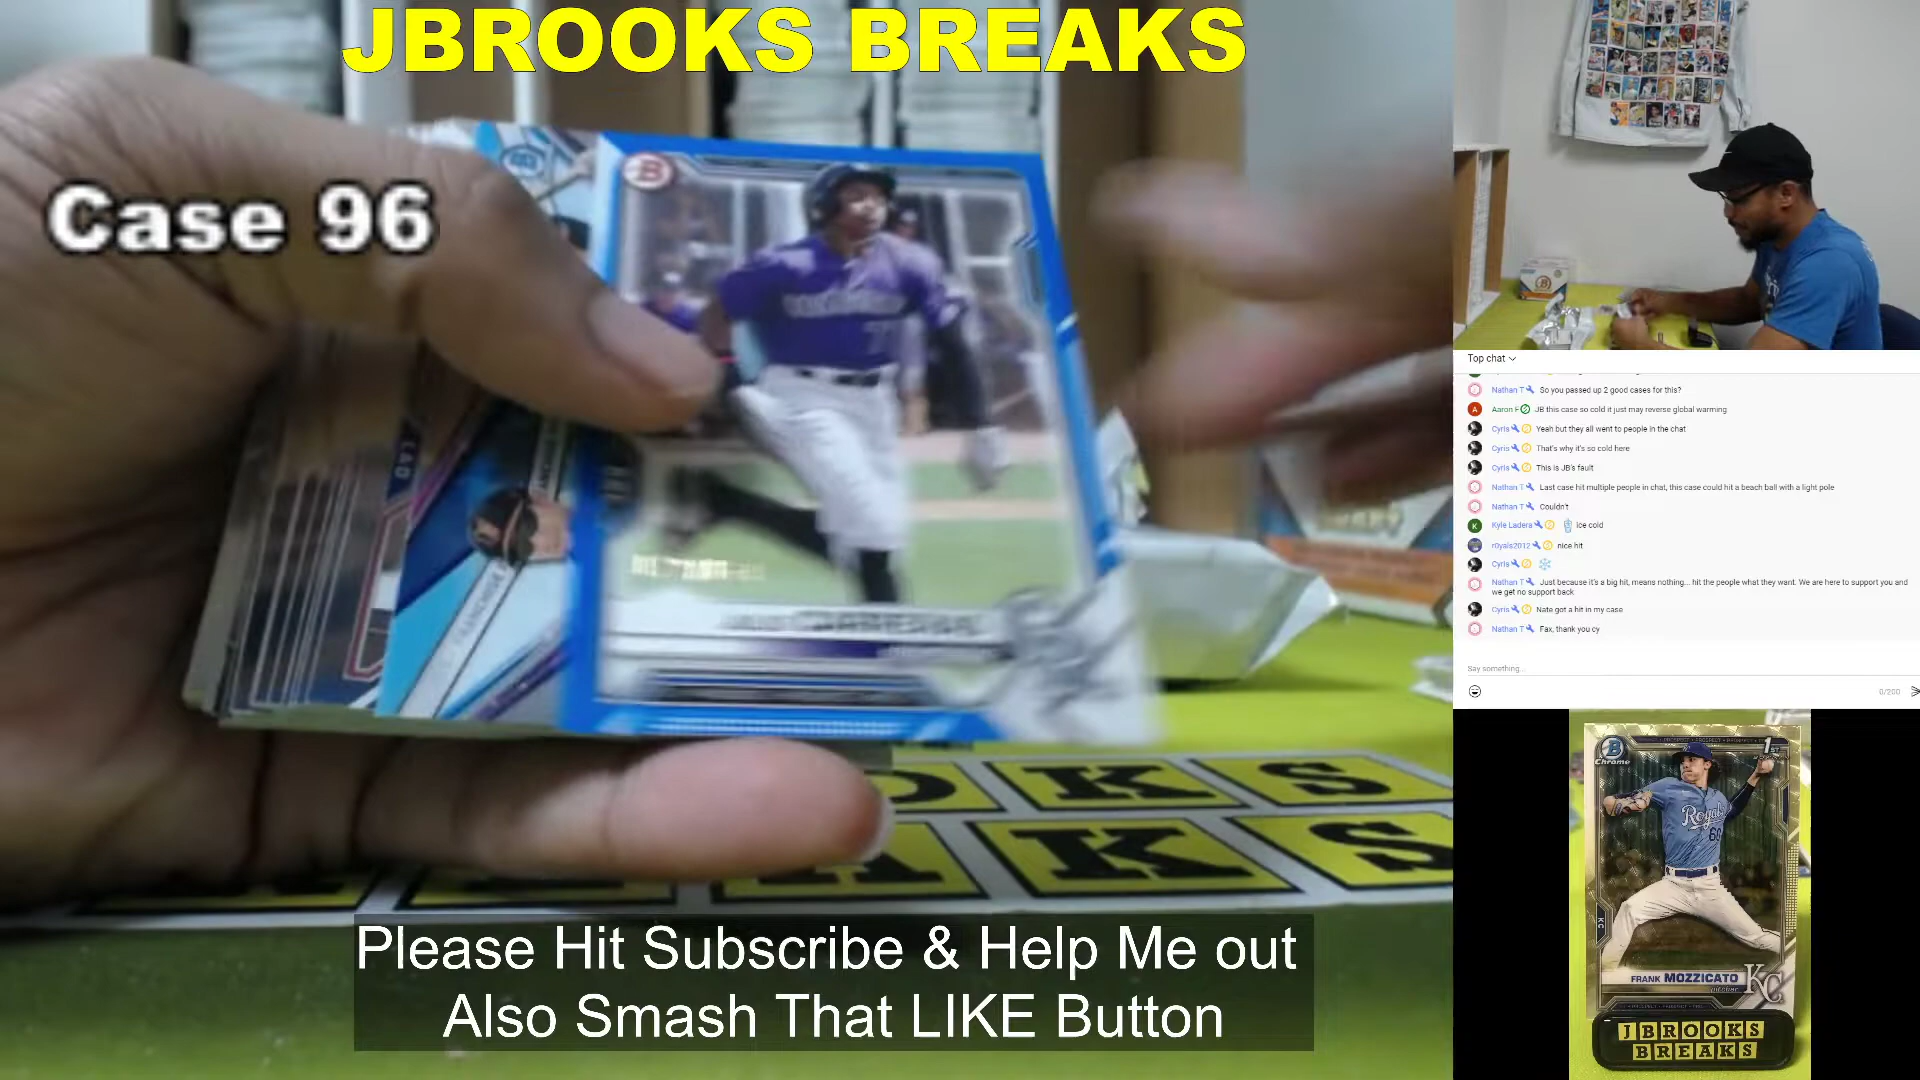 JBROOKS BREAKS
Case 96
Please Hit Subscribe & Help Me out
Also Smash That LIKE Button
Top chat
Nathan T So you passed up 2 good cases for this?
Aaron F JB this case so cold it just may reverse global warming
Cyris Yeah but they all went to people in the chat
Cyris That's why it's so cold here
Cyris This is JB's fault
Nathan T Last case hit multiple people in chat, this case could hit a beach ball with a light pole
Nathan T Couldn't
Kyle Ladera ice cold
r0yals2012 nice hit
Cyris
Nathan T Just because it's a big hit, means nothing... hit the people what they want. We are here to support you and
we get no support back
Cyris Nate got a hit in my case
Nathan T Fax, thank you cy
Say something...
0/200
B
Chrome
1ST
Royals
KC
FRANK MOZZICATO
pitcher
KC
JBROOKS
BREAKS